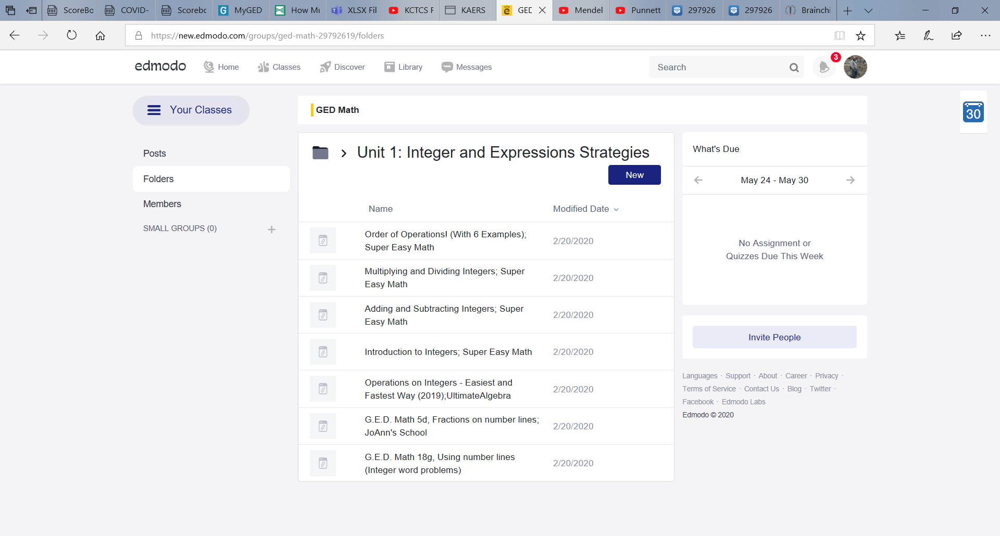 ScoreBo
COVID-
Scorebo
MyGED
How Mu
XLSX Fil
KCTCS F
KAERS
GED
Mendel
Punnett
297926
297926
Brainchi
https://new.edmodo.com/groups/ged-math-29792619/folders
edmodo
Home
Classes
Discover
Library
Messages
Search
3
Your Classes
GED Math
30
Posts
Folders
Members
SMALL GROUPS (0)
Unit 1: Integer and Expressions Strategies
New
Name
Modified Date
Order of Operations! (With 6 Examples);
Super Easy Math
2/20/2020
Multiplying and Dividing Integers; Super
Easy Math
2/20/2020
Adding and Subtracting Integers; Super
Easy Math
2/20/2020
Introduction to Integers; Super Easy Math
2/20/2020
Operations on Integers - Easiest and
Fastest Way (2019);UltimateAlgebra
2/20/2020
G.E.D. Math 5d, Fractions on number lines;
JoAnn's School
2/20/2020
G.E.D. Math 18g, Using number lines
(Integer word problems)
2/20/2020
What's Due
May 24 - May 30
No Assignment or
Quizzes Due This Week
Invite People
Languages · Support · About · Career · Privacy ·
Terms of Service · Contact Us · Blog · Twitter ·
Facebook · Edmodo Labs
Edmodo © 2020